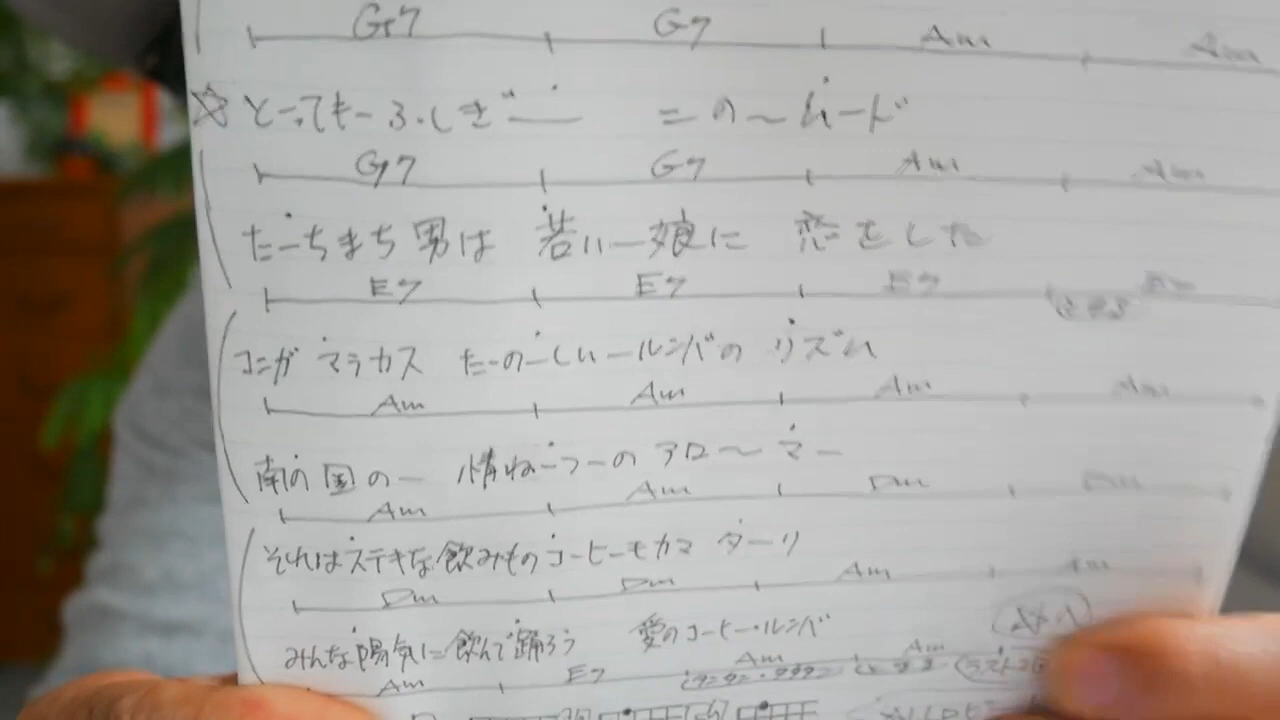 G7 G7 Am Am
☆とってもーふしぎー このームード
G7 G7 Am Am
たーちまち男は 若いー娘に 恋をした
E7 E7 E7
コンガ マラカス たーのーしいールンバの リズム
Am Am Am Am
南の国のー 情ねーつーのアロ〜マー
Am Am Dm Dm
それはステキな飲みものコーヒーモカマターリ
Dm Dm Am Am
みんな陽気に飲んで踊ろう 愛のコーヒー・ルンバ
Am E7 Am Am